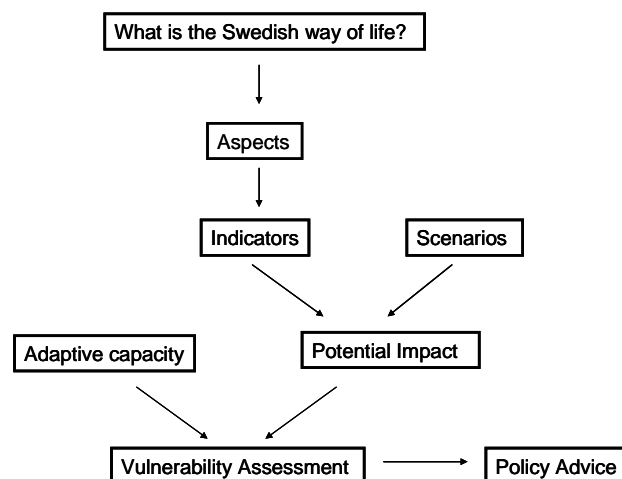 What is the Swedish way of life?
Aspects
Indicators
Scenarios
Adaptive capacity
Potential Impact
Vulnerability Assessment
Policy Advice